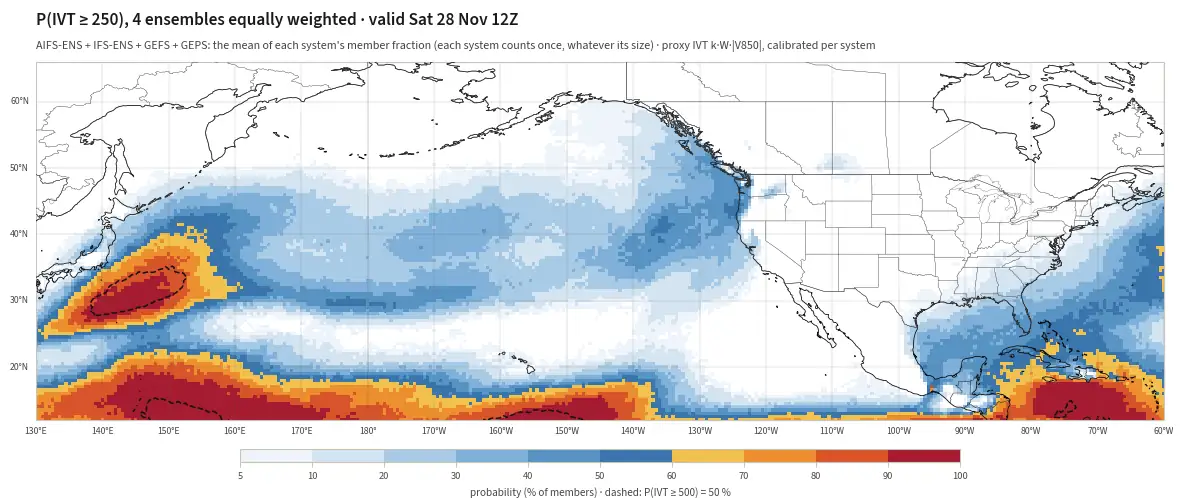 P(IVT ≥ 250), 4 ensembles equally weighted · valid Sat 28 Nov 12Z
AIFS-ENS + IFS-ENS + GEFS + GEPS: the mean of each system's member fraction (each system counts once, whatever its size) · proxy IVT k·W·|V850|, calibrated per system
60°N
50°N
40°N
30°N
20°N
130°E 140°E 150°E 160°E 170°E 180° 170°W 160°W 150°W 140°W 130°W 120°W 110°W 100°W 90°W 80°W 70°W 60°W
5 10 20 30 40 50 60 70 80 90 100
probability (% of members) · dashed: P(IVT ≥ 500) = 50 %